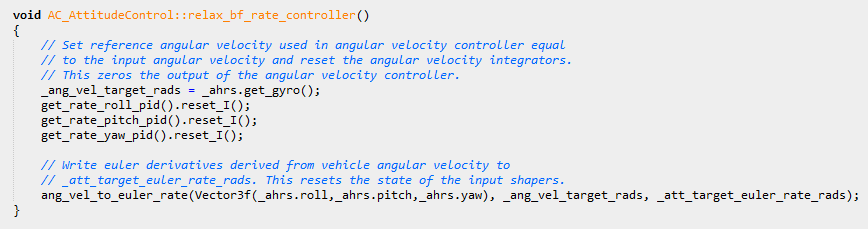 void AC_AttitudeControl::relax_bf_rate_controller()
{
    // Set reference angular velocity used in angular velocity controller equal
    // to the input angular velocity and reset the angular velocity integrators.
    // This zeros the output of the angular velocity controller.
    _ang_vel_target_rads = _ahrs.get_gyro();
    get_rate_roll_pid().reset_I();
    get_rate_pitch_pid().reset_I();
    get_rate_yaw_pid().reset_I();

    // Write euler derivatives derived from vehicle angular velocity to
    // _att_target_euler_rate_rads. This resets the state of the input shapers.
    ang_vel_to_euler_rate(Vector3f(_ahrs.roll,_ahrs.pitch,_ahrs.yaw), _ang_vel_target_rads, _att_target_euler_rate_rads);
}